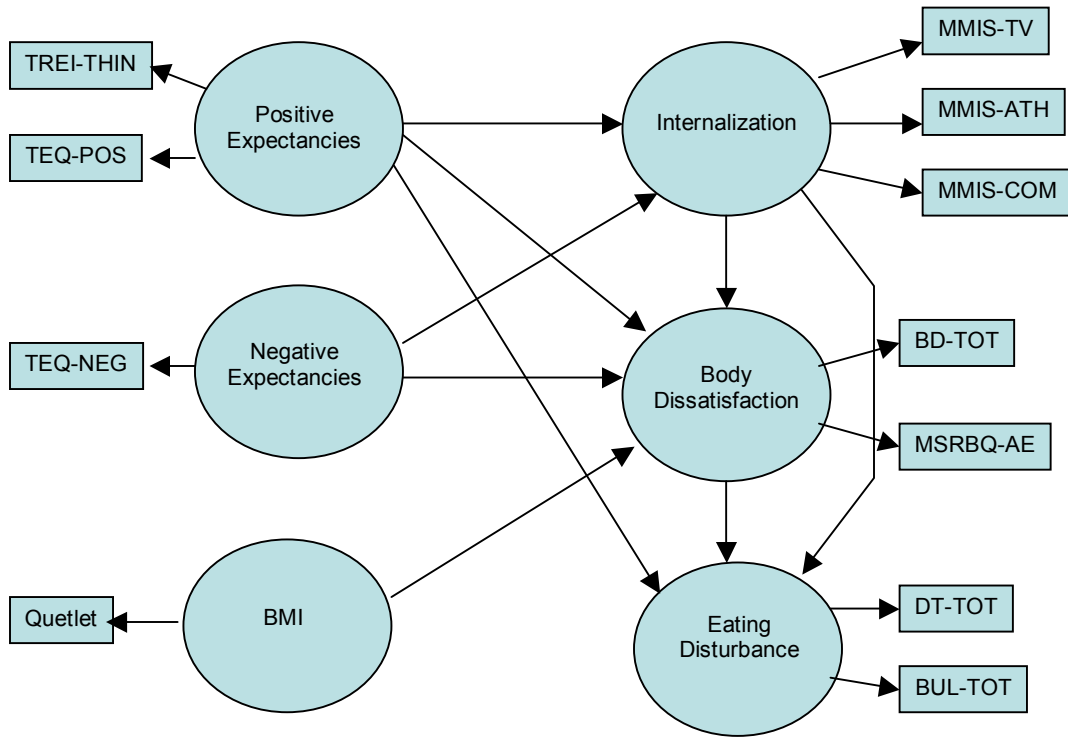 TREI-THIN
TEQ-POS
Positive
Expectancies
Internalization
MMIS-TV
MMIS-ATH
MMIS-COM
TEQ-NEG
Negative
Expectancies
Body
Dissatisfaction
BD-TOT
MSRBQ-AE
Quetlet
BMI
Eating
Disturbance
DT-TOT
BUL-TOT